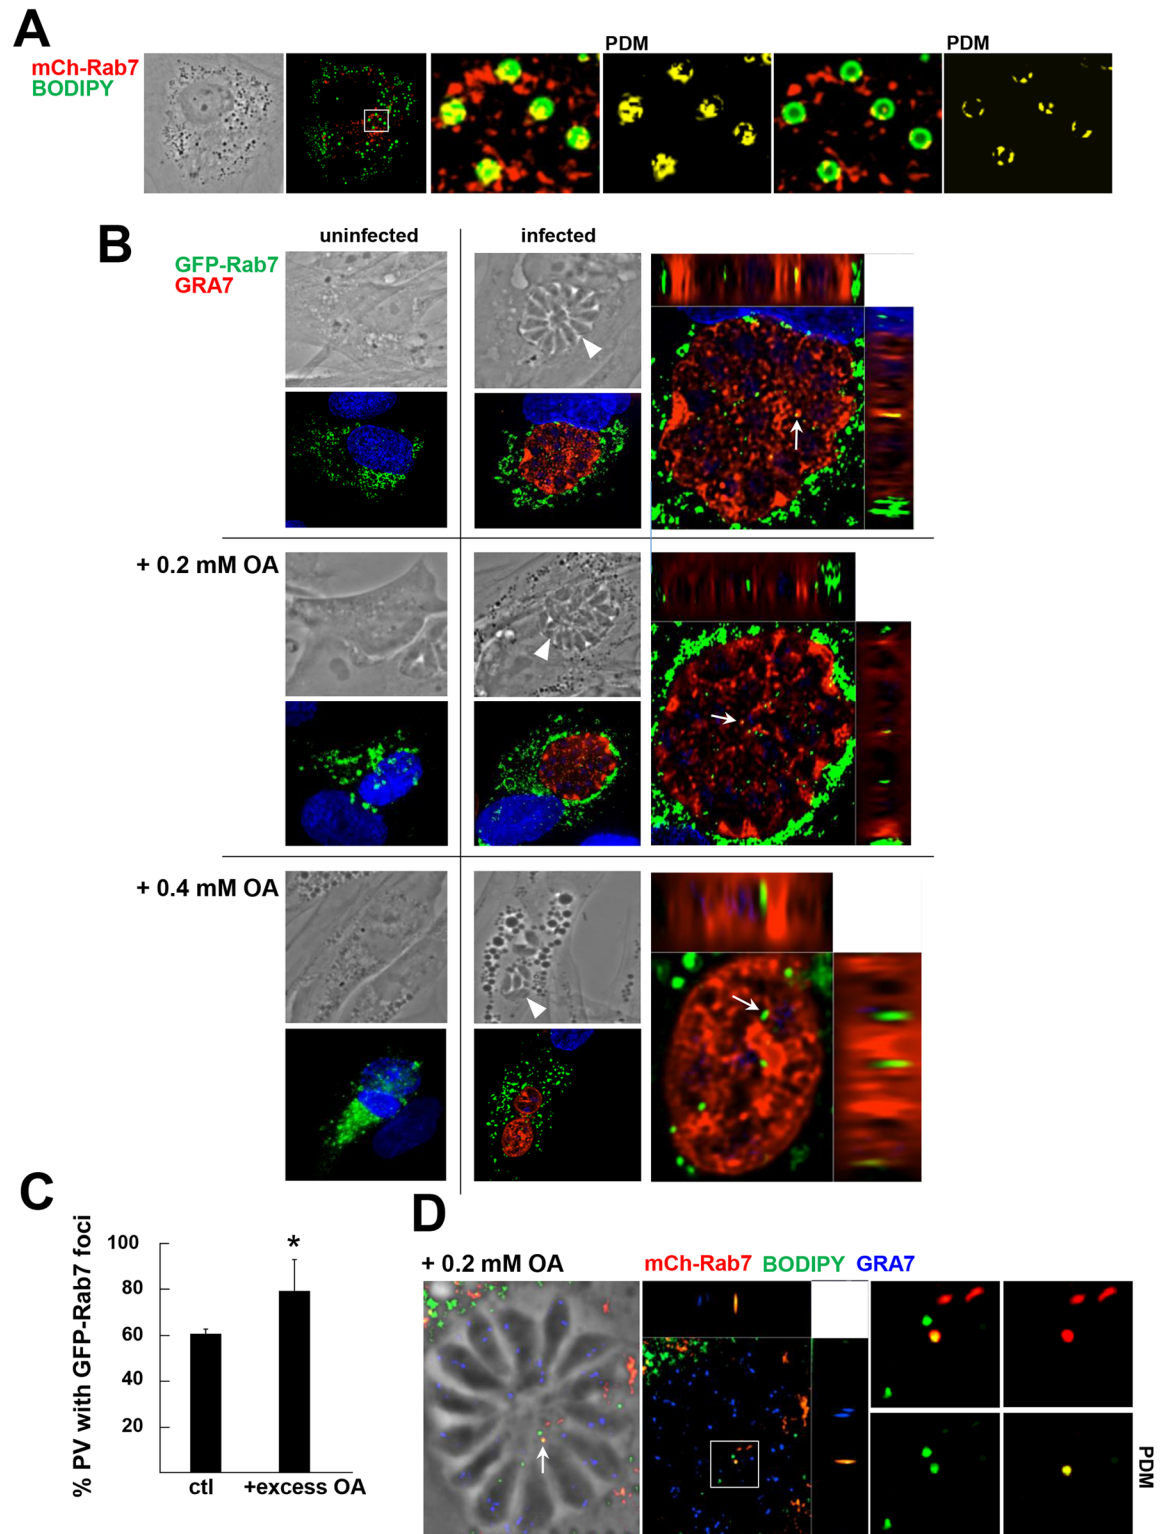 A
PDM
PDM
mCh-Rab7
BODIPY
B
uninfected
infected
GFP-Rab7
GRA7
+ 0.2 mM OA
+ 0.4 mM OA
C
% PV with GFP-Rab7 foci
100
80
60
40
20
*
ctl
+excess OA
D
+ 0.2 mM OA
mCh-Rab7 BODIPY GRA7
PDM